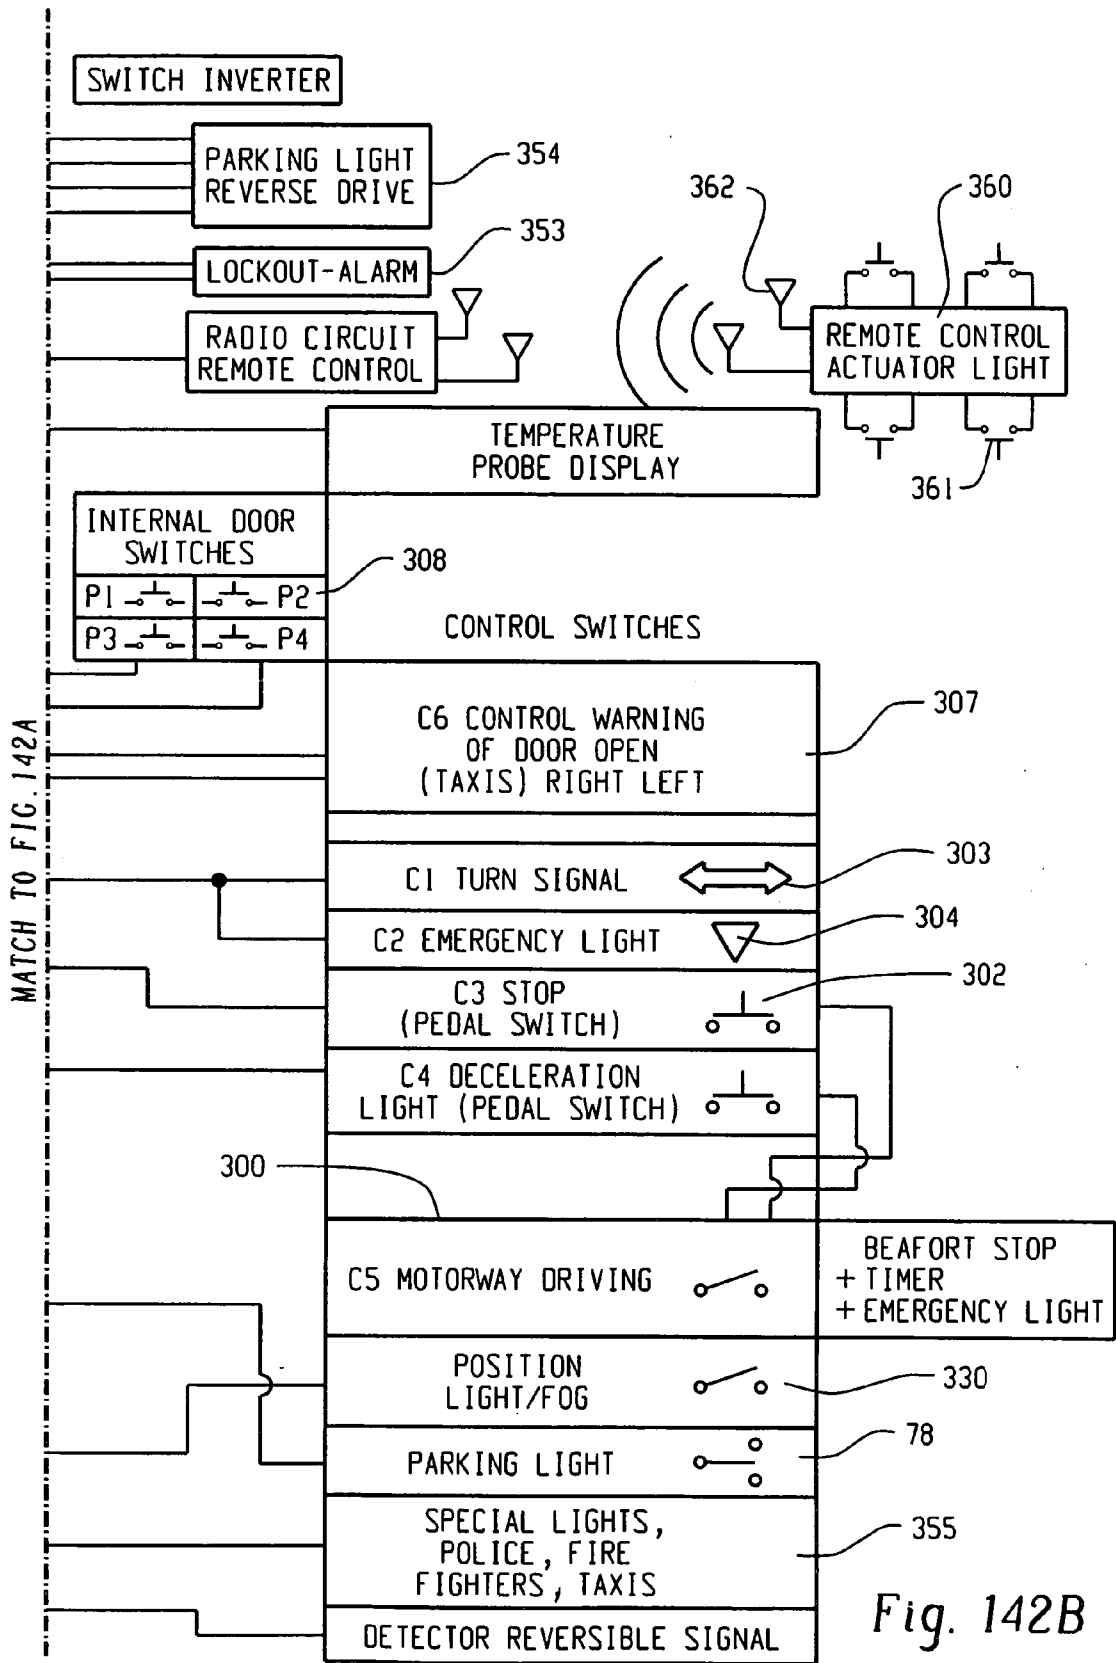 SWITCH INVERTER
PARKING LIGHT
REVERSE DRIVE
354
LOCKOUT-ALARM
353
RADIO CIRCUIT
REMOTE CONTROL
362
360
REMOTE CONTROL
ACTUATOR LIGHT
361
TEMPERATURE
PROBE DISPLAY
INTERNAL DOOR
SWITCHES
P1 P2
P3 P4
308
CONTROL SWITCHES
C6 CONTROL WARNING
OF DOOR OPEN
(TAXIS) RIGHT LEFT
307
C1 TURN SIGNAL
303
C2 EMERGENCY LIGHT
304
C3 STOP
(PEDAL SWITCH)
302
C4 DECELERATION
LIGHT (PEDAL SWITCH)
300
C5 MOTORWAY DRIVING
BEAFORT STOP
+ TIMER
+ EMERGENCY LIGHT
POSITION
LIGHT/FOG
330
PARKING LIGHT
78
SPECIAL LIGHTS,
POLICE, FIRE
FIGHTERS, TAXIS
355
DETECTOR REVERSIBLE SIGNAL
MATCH TO FIG. 142A
Fig. 142B